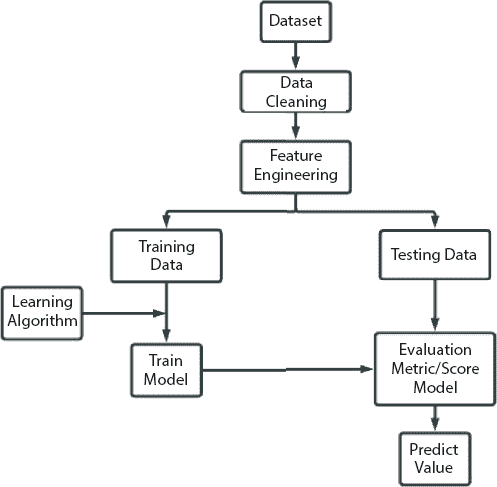 Dataset
Data
Cleaning
Feature
Engineering
Training
Data
Testing Data
Learning
Algorithm
Train
Model
Evaluation
Metric/Score
Model
Predict
Value